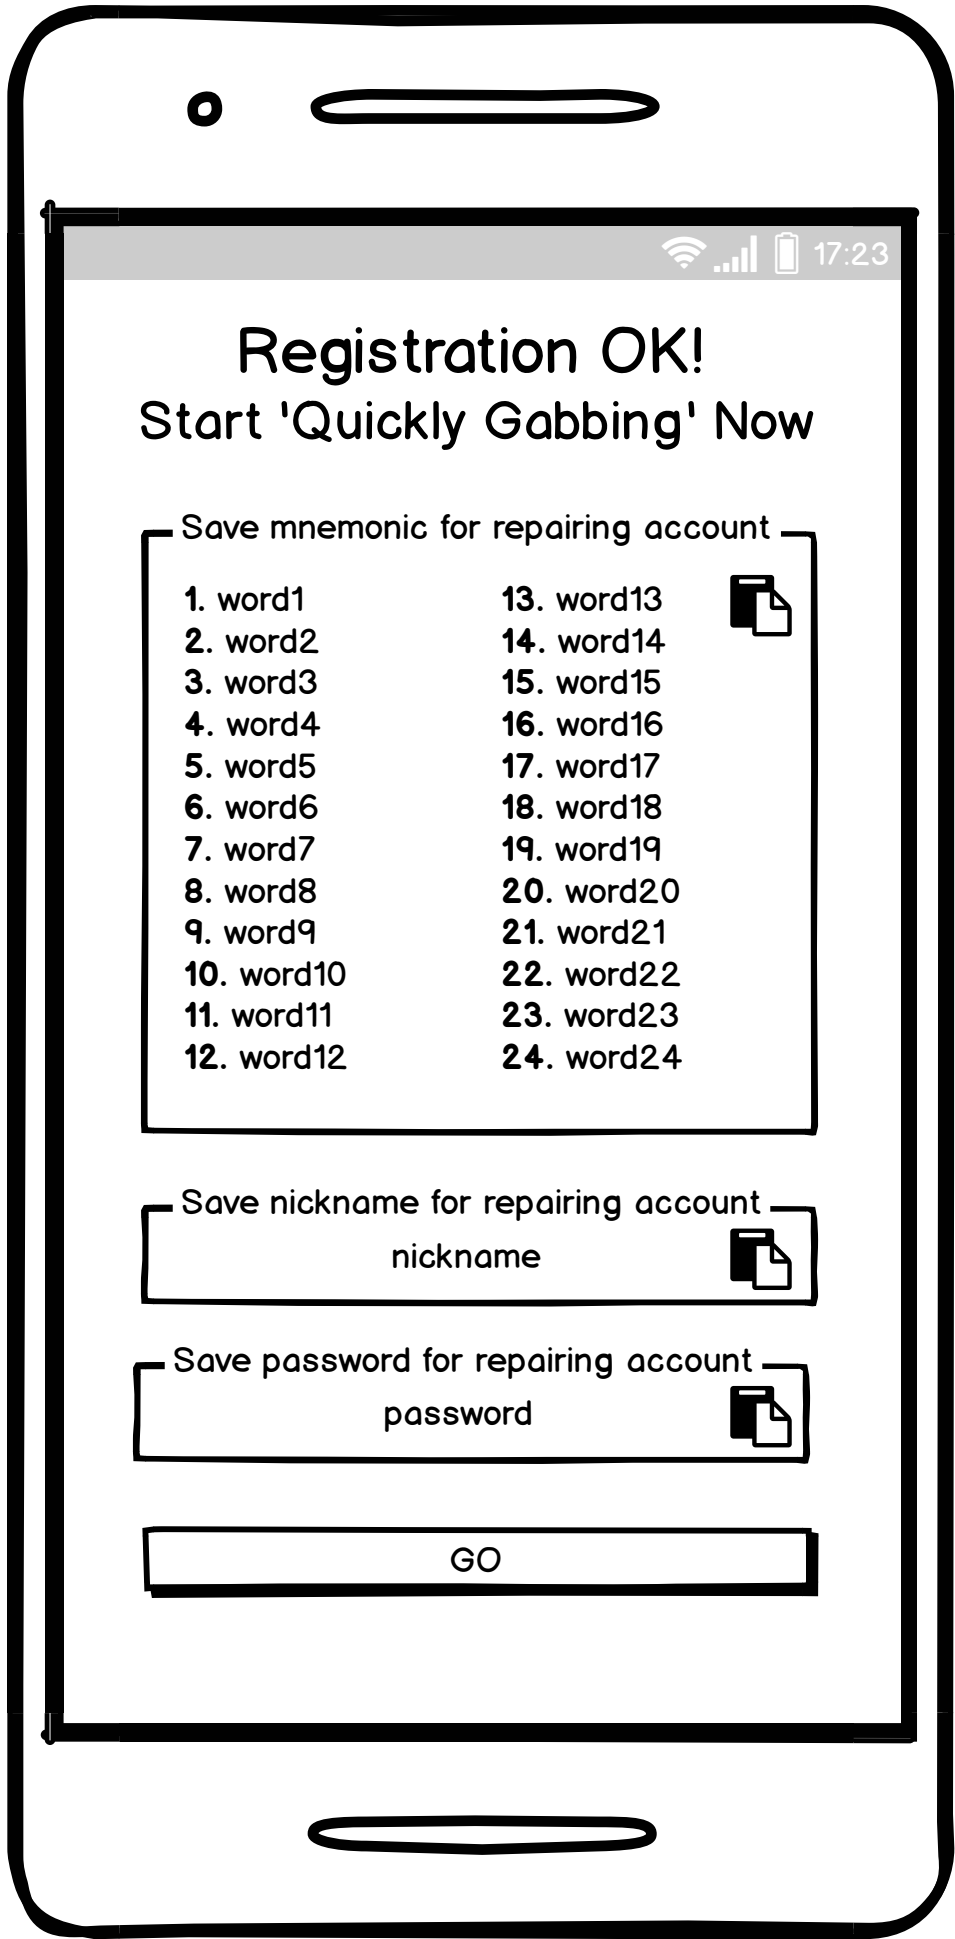 17:23
Registration OK!
Start 'Quickly Gabbing' Now
Save mnemonic for repairing account
1. word1
2. word2
3. word3
4. word4
5. word5
6. word6
7. word7
8. word8
9. word9
10. word10
11. word11
12. word12
13. word13
14. word14
15. word15
16. word16
17. word17
18. word18
19. word19
20. word20
21. word21
22. word22
23. word23
24. word24
Save nickname for repairing account
nickname
Save password for repairing account
password
GO